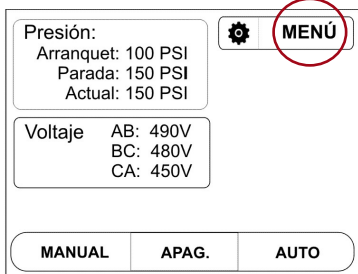 Presión:
Arranquet: 100 PSI
Parada: 150 PSI
Actual: 150 PSI
MENÚ
Voltaje AB: 490V
BC: 480V
CA: 450V
MANUAL APAG. AUTO